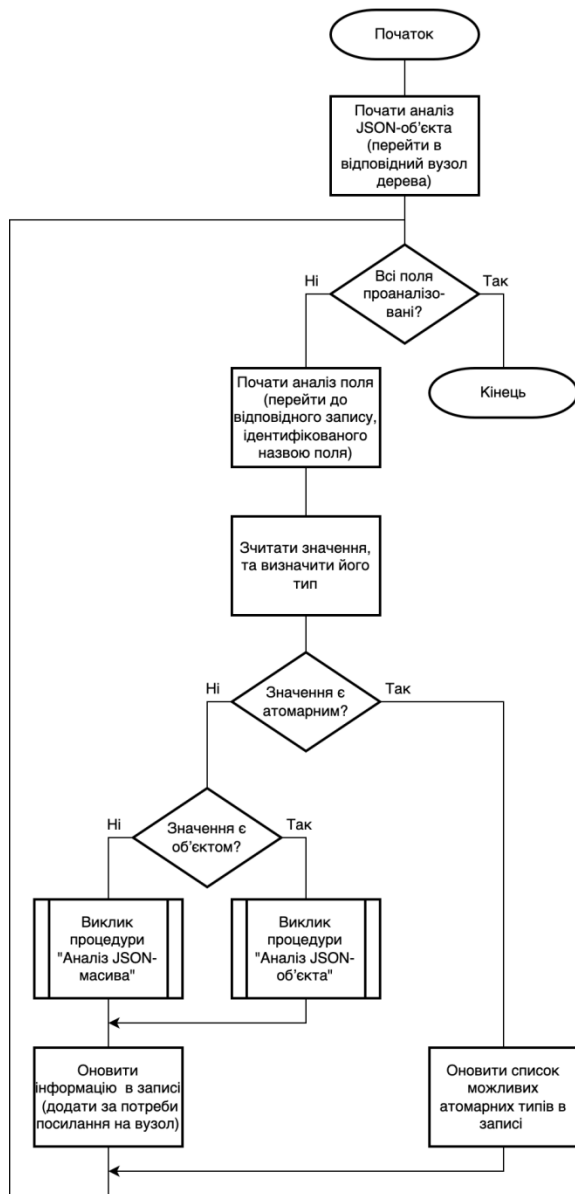 Початок
Почати аналіз
JSON-об'єкта
(перейти в
відповідний вузол
дерева)
Всі поля
проаналізо-
вані?
Ні
Так
Почати аналіз поля
(перейти до
відповідного запису,
ідентифікованого
назвою поля)
Кінець
Зчитати значення,
та визначити його
тип
Значення є
атомарним?
Ні
Так
Значення є
об'єктом?
Ні
Так
Виклик
процедури
"Аналіз JSON-
масива"
Виклик
процедури
"Аналіз JSON-
об'єкта"
Оновити
інформацію в записі
(додати за потреби
посилання на вузол)
Оновити список
можливих
атомарних типів в
записі